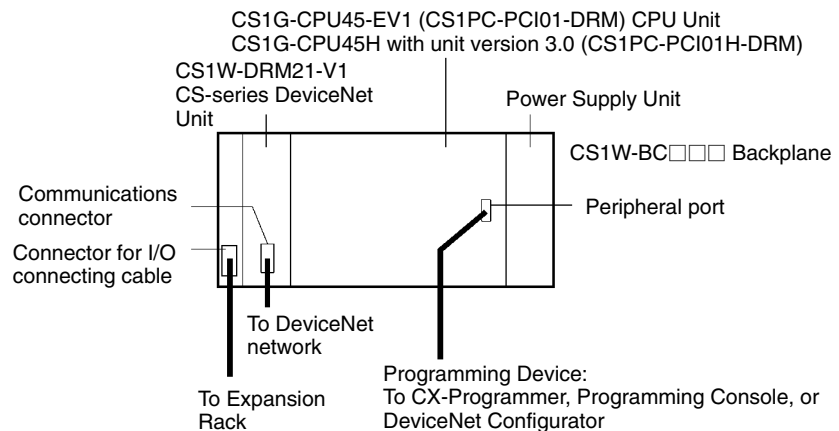 CS1G-CPU45-EV1 (CS1PC-PCI01-DRM) CPU Unit
CS1G-CPU45H with unit version 3.0 (CS1PC-PCI01H-DRM)
CS1W-DRM21-V1
CS-series DeviceNet
Unit
Power Supply Unit
CS1W-BC□□□ Backplane
Communications
connector
Peripheral port
Connector for I/O
connecting cable
To DeviceNet
network
To Expansion
Rack
Programming Device:
To CX-Programmer, Programming Console, or
DeviceNet Configurator